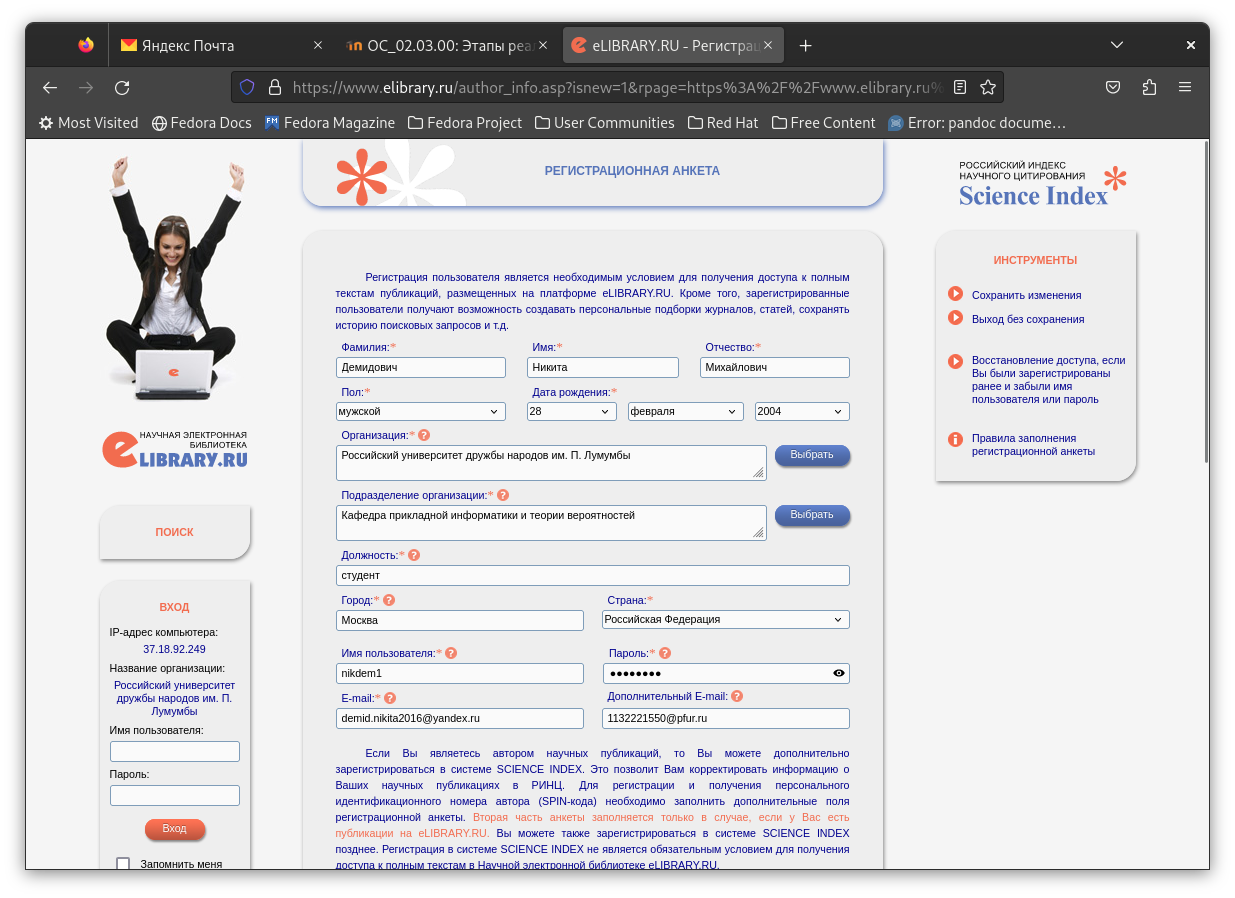 Яндекс Почта
ОС_02.03.00: Этапы реа
eLIBRARY.RU - Регистрац
https://www.elibrary.ru/author_info.asp?isnew=1&rpage=https%3A%2F%2Fwww.elibrary.ru%
Most Visited
Fedora Docs
Fedora Magazine
Fedora Project
User Communities
Red Hat
Free Content
Error: pandoc docume…
НАУЧНАЯ ЭЛЕКТРОННАЯ
БИБЛИОТЕКА
eLIBRARY.RU
ПОИСК
ВХОД
IP-адрес компьютера:
37.18.92.249
Название организации:
Российский университет
дружбы народов им. П.
Лумумбы
Имя пользователя:
Пароль:
Вход
Запомнить меня
РЕГИСТРАЦИОННАЯ АНКЕТА
Регистрация пользователя является необходимым условием для получения доступа к полным
текстам публикаций, размещенных на платформе eLIBRARY.RU. Кроме того, зарегистрированные
пользователи получают возможность создавать персональные подборки журналов, статей, сохранять
историю поисковых запросов и т.д.
Фамилия:* Имя:* Отчество:*
Демидович Никита Михайлович
Пол:* Дата рождения:*
мужской 28 февраля 2004
Организация:* ?
Российский университет дружбы народов им. П. Лумумбы
Выбрать
Подразделение организации:* ?
Кафедра прикладной информатики и теории вероятностей
Выбрать
Должность:* ?
студент
Город:* ? Страна:*
Москва Российская Федерация
Имя пользователя:* ? Пароль:* ?
nikdem1 ●●●●●●●●
E-mail:* ? Дополнительный E-mail: ?
demid.nikita2016@yandex.ru 1132221550@pfur.ru
Если Вы являетесь автором научных публикаций, то Вы можете дополнительно
зарегистрироваться в системе SCIENCE INDEX. Это позволит Вам корректировать информацию о
Ваших научных публикациях в РИНЦ. Для регистрации и получения персонального
идентификационного номера автора (SPIN-кода) необходимо заполнить дополнительные поля
регистрационной анкеты. Вторая часть анкеты заполняется только в случае, если у Вас есть
публикации на eLIBRARY.RU. Вы можете также зарегистрироваться в системе SCIENCE INDEX
позднее. Регистрация в системе SCIENCE INDEX не является обязательным условием для получения
доступа к полным текстам в Научной электронной библиотеке eLIBRARY.RU.
РОССИЙСКИЙ ИНДЕКС
НАУЧНОГО ЦИТИРОВАНИЯ
Science Index
ИНСТРУМЕНТЫ
Сохранить изменения
Выход без сохранения
Восстановление доступа, если
Вы были зарегистрированы
ранее и забыли имя
пользователя или пароль
Правила заполнения
регистрационной анкеты